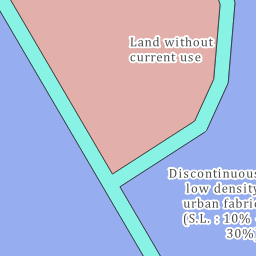 Land without
current use
Discontinuous
low density
urban fabric
(S.L. : 10% -
30%)